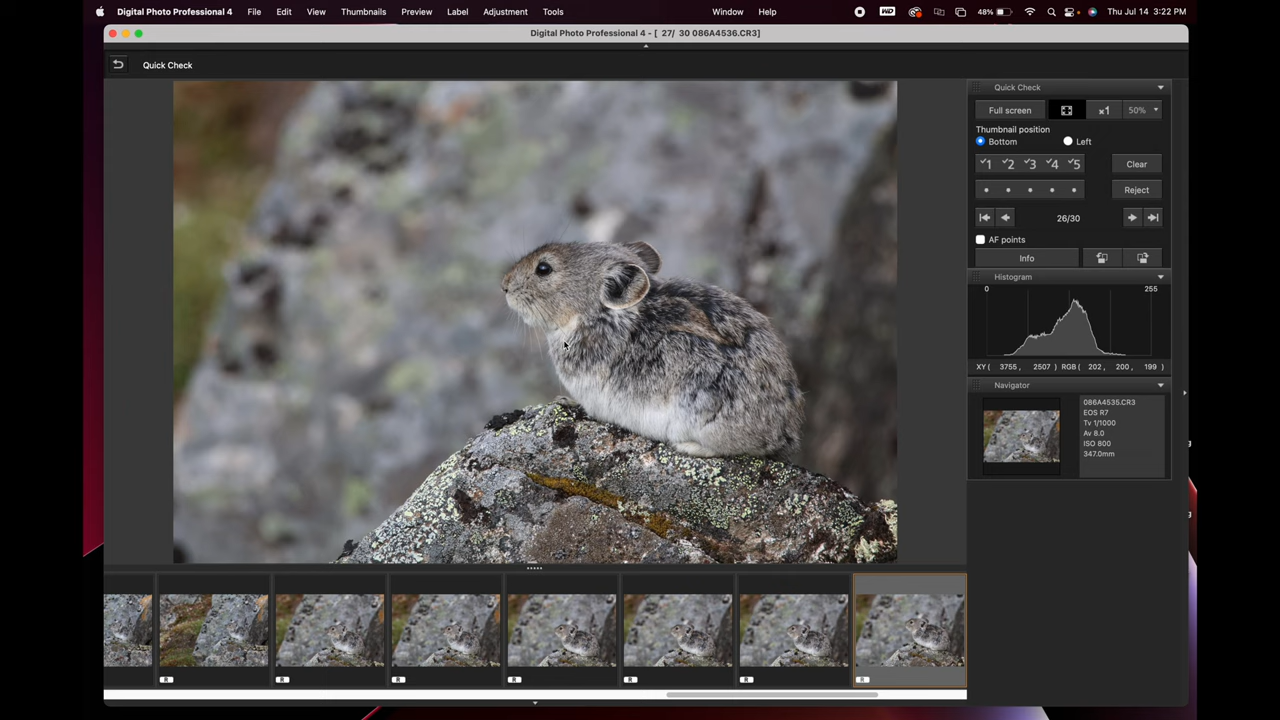 Digital Photo Professional 4 File Edit View Thumbnails Preview Label Adjustment Tools Window Help WD 48% Thu Jul 14 3:22 PM
Digital Photo Professional 4 - [ 27/ 30 086A4536.CR3]
Quick Check
Quick Check
Full screen x1 50%
Thumbnail position
Bottom Left
1 2 3 4 5 Clear
Reject
26/30
AF points
Info
Histogram
0 255
XY( 3755, 2507 ) RGB( 202, 200, 199 )
Navigator
086A4535.CR3
EOS R7
Tv 1/1000
Av 8.0
ISO 800
347.0mm
R R R R R R R